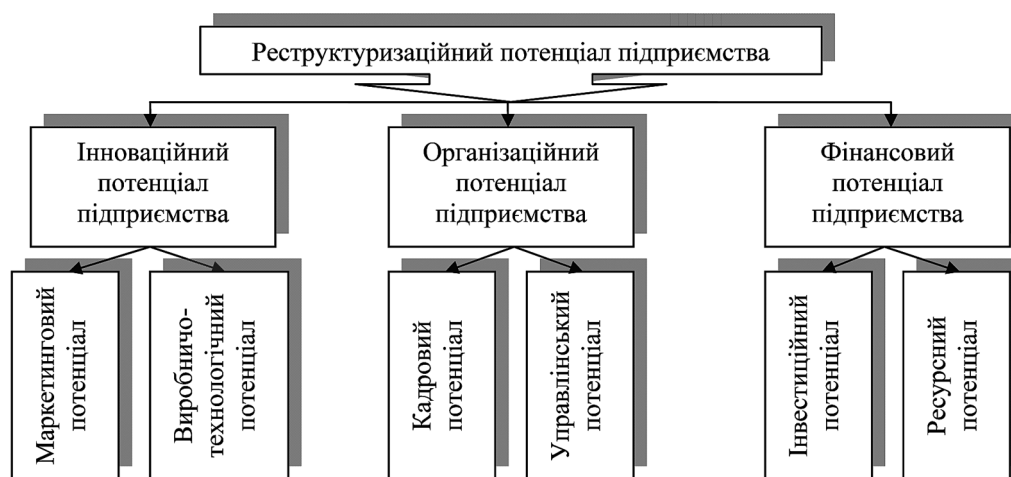 Реструктуризаційний потенціал підприємства
Інноваційний
потенціал
підприємства
Організаційний
потенціал
підприємства
Фінансовий
потенціал
підприємства
Маркетинговий
потенціал
Виробничо-
технологічний
потенціал
Кадровий
потенціал
Управлінський
потенціал
Інвестиційний
потенціал
Ресурсний
потенціал